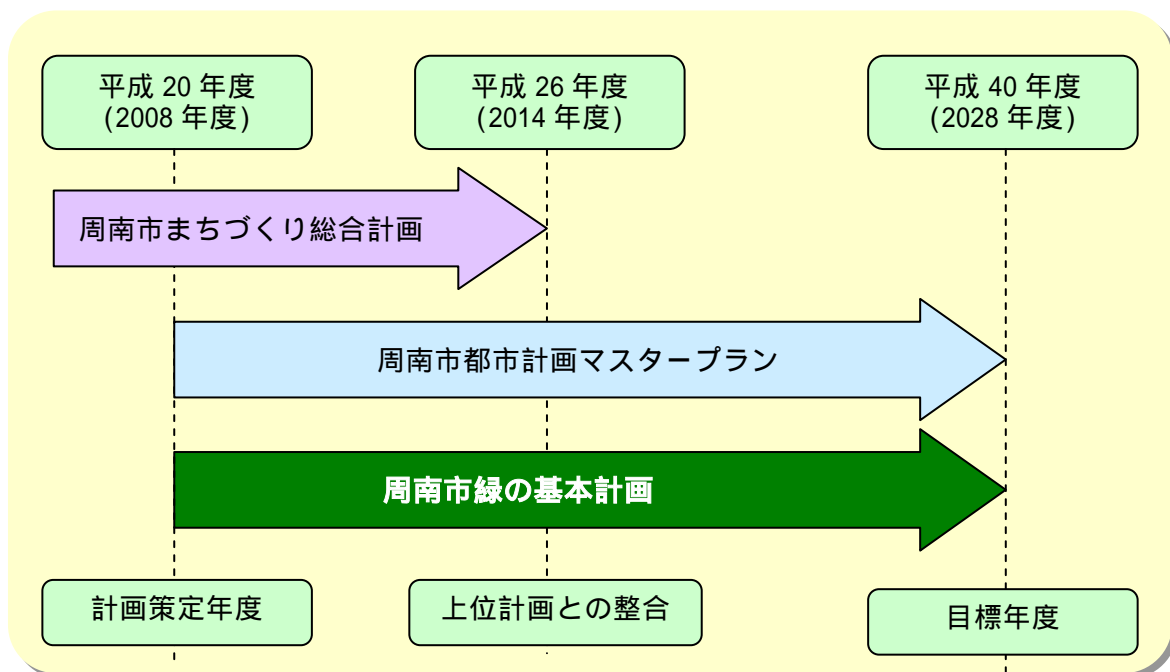 平成 20 年度
(2008 年度)
平成 26 年度
(2014 年度)
平成 40 年度
(2028 年度)
周南市まちづくり総合計画
周南市都市計画マスタープラン
周南市緑の基本計画
計画策定年度
上位計画との整合
目標年度